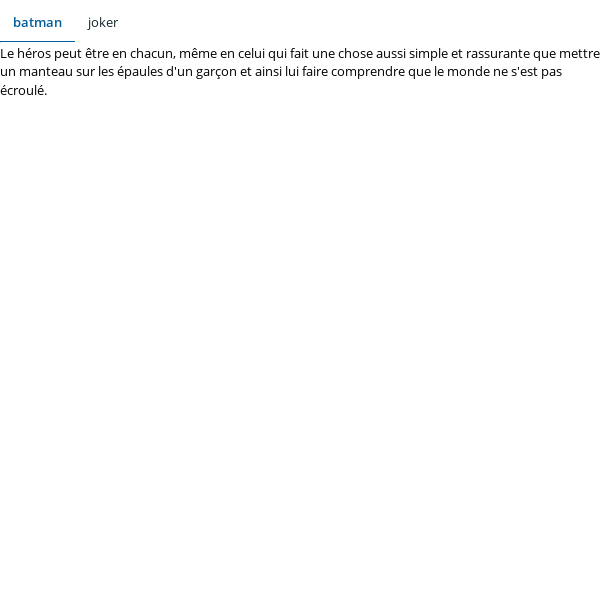 batman joker
Le héros peut être en chacun, même en celui qui fait une chose aussi simple et rassurante que mettre
un manteau sur les épaules d'un garçon et ainsi lui faire comprendre que le monde ne s'est pas
écroulé.